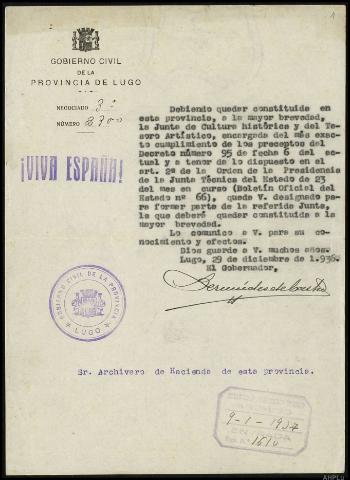 1
GOBIERNO CIVIL
DE LA
PROVINCIA DE LUGO
NEGOCIADO 3º
NÚMERO 2700
¡VIVA ESPAÑA!
Debiendo quedar constituida en
esta provincia, a la mayor brevedad,
la Junta de Cultura histórica y del Te-
soro Artístico, encargada del más exac-
to cumplimiento de los preceptos del
Decreto número 95 de fecha 6 del ac-
tual y a tenor de lo dispuesto en el
art. 2º de la Orden de la Presidencia
de la Junta Técnica del Estado de 23
del mes en curso (Boletín Oficial del
Estado nº 66), queda V. designado pa-
ra formar parte de la referida Junta,
la que deberá quedar constituida a la
mayor brevedad.
Lo comunico a V. para su co-
nocimiento y efectos.
Dios guarde a V. muchos años.
Lugo, 29 de diciembre de 1.936.
El Gobernador,
GOBIERNO CIVIL DE LA PROVINCIA
LUGO
Sr. Archivero de Hacienda de esta provincia.
9-1-1937
1610
AHPLu